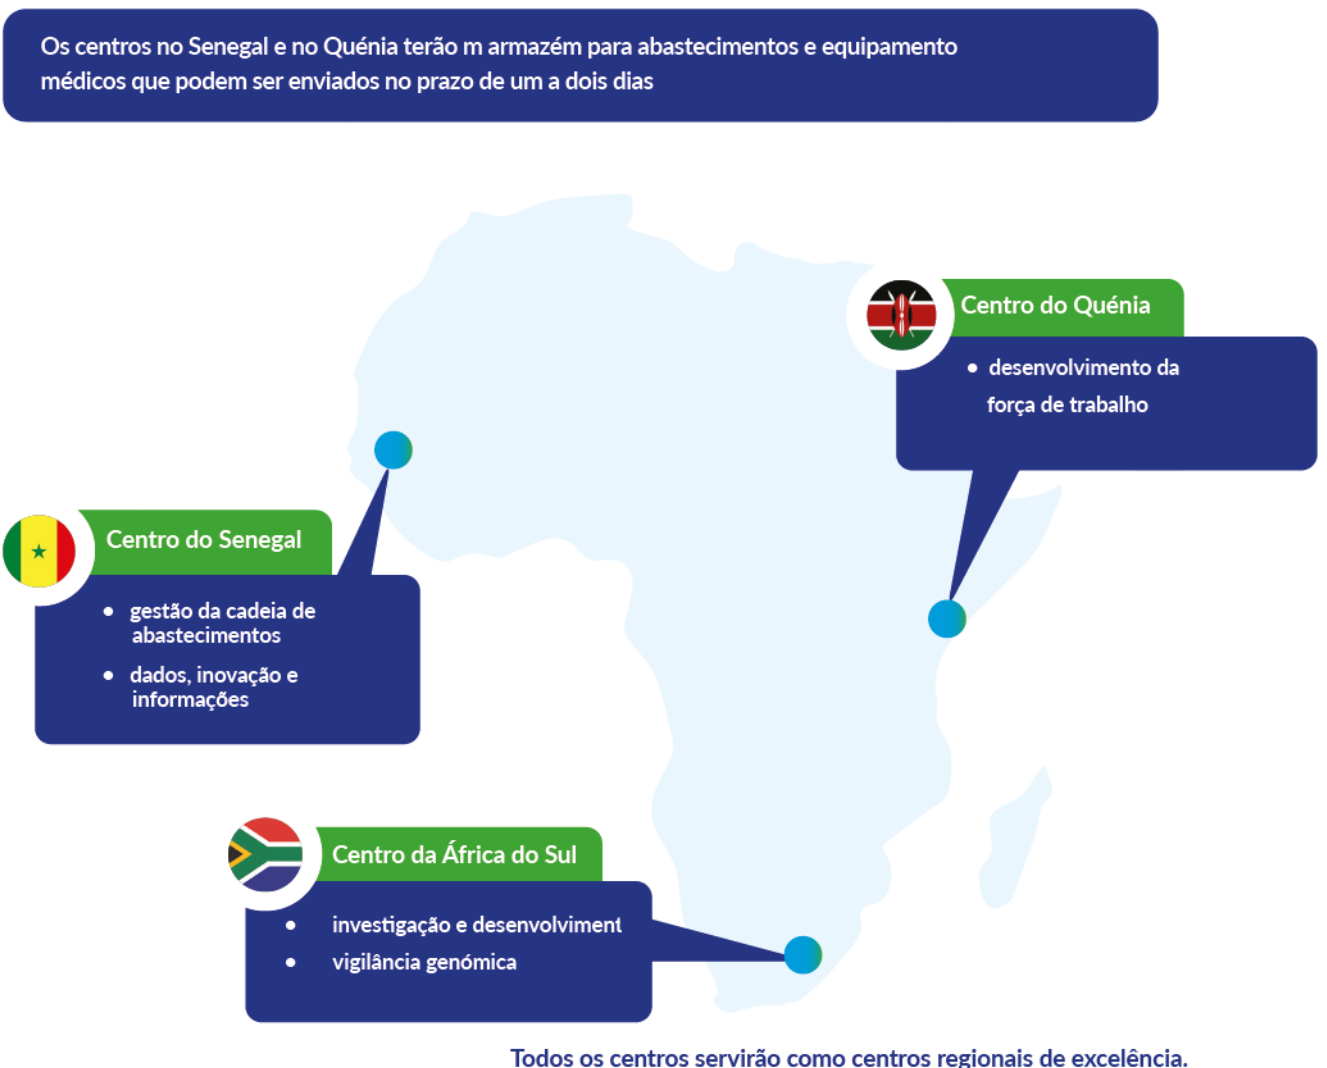 Os centros no Senegal e no Quénia terão m armazém para abastecimentos e equipamento
médicos que podem ser enviados no prazo de um a dois dias
Centro do Quénia
• desenvolvimento da
força de trabalho
Centro do Senegal
• gestão da cadeia de
abastecimentos
• dados, inovação e
informações
Centro da África do Sul
• investigação e desenvolviment
• vigilância genómica
Todos os centros servirão como centros regionais de excelência.